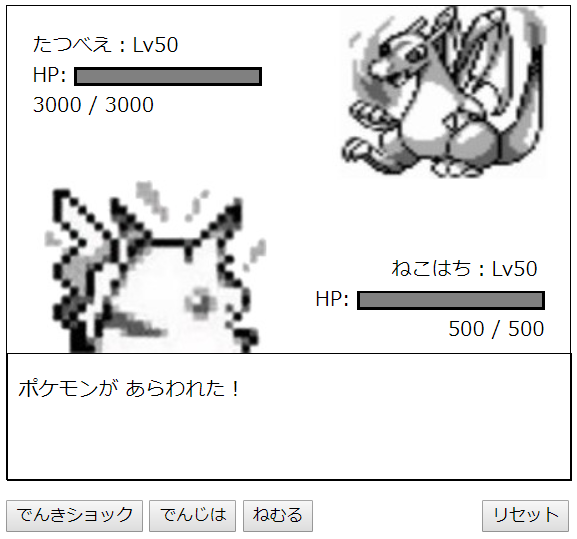 たつべえ：Lv50
HP:
3000 / 3000
ねこはち：Lv50
HP:
500 / 500
ポケモンが あらわれた！
でんきショック でんじは ねむる リセット